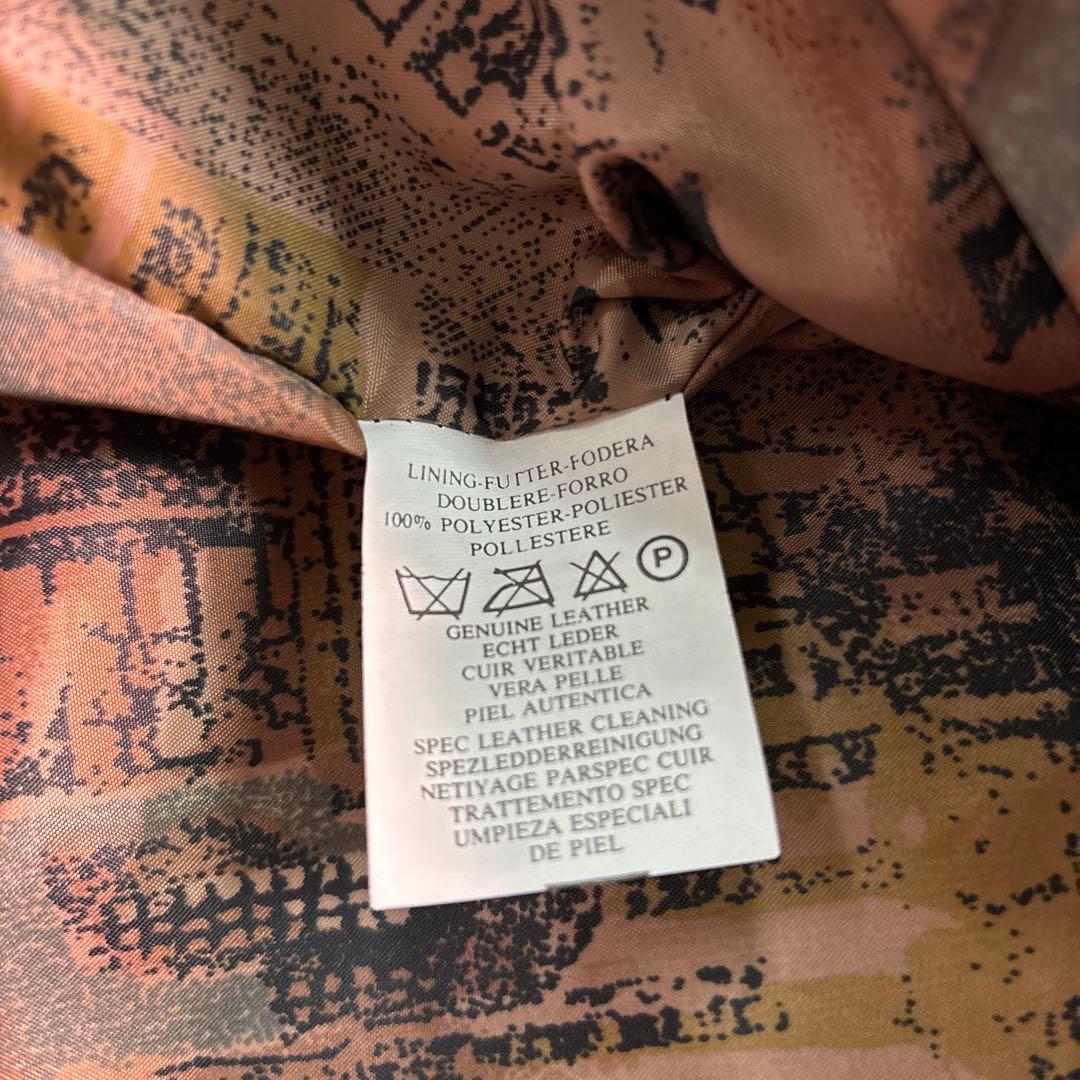 LINING-FUTTER-FODERA
DOUBLERE-FORRO
100% POLYESTER-POLIESTER
POLLESTERE
P
GENUINE LEATHER
ECHT LEDER
CUIR VERITABLE
VERA PELLE
PIEL AUTENTICA
SPEC LEATHER CLEANING
SPEZLEDDERREINIGUNG
NETIYAGE PARSPEC CUIR
TRATTEMENTO SPEC
UMPIEZA ESPECIALI
DE PIEL